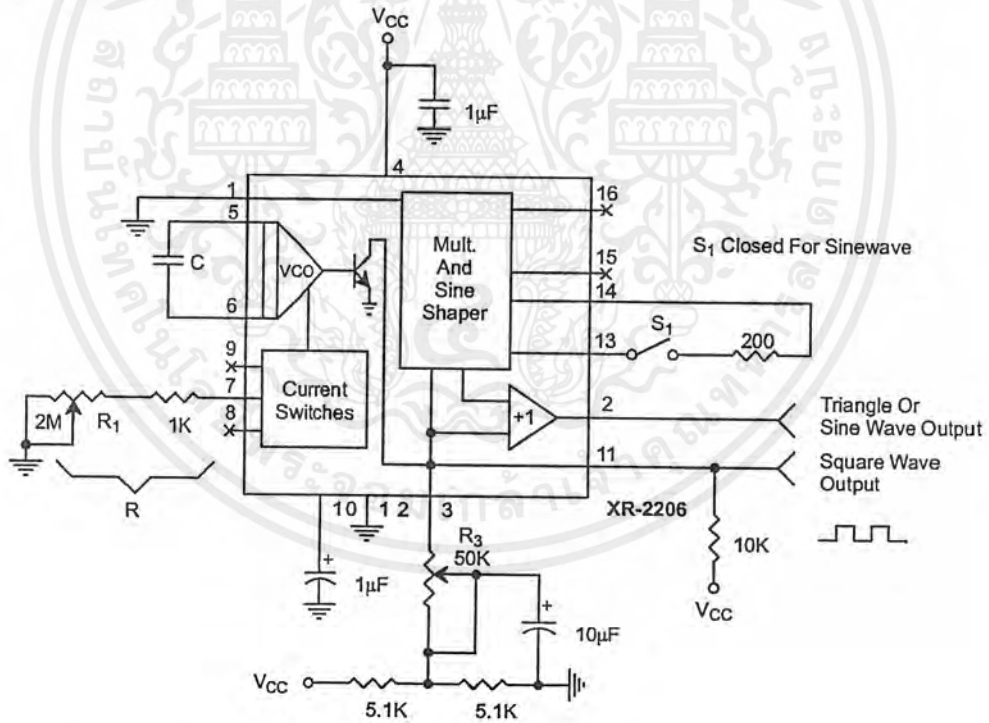 VCC
1μF
4
1
16
5
Mult.
And
Sine
Shaper
S1 Closed For Sinewave
15
C
VCO
14
6
S1
13
200
9
Current
Switches
7
2M
R1
1K
8
+1
2
Triangle Or
Sine Wave Output
11
Square Wave
Output
R
10
1 2
3
XR-2206
R3
50K
10K
1μF
VCC
10μF
VCC
5.1K
5.1K